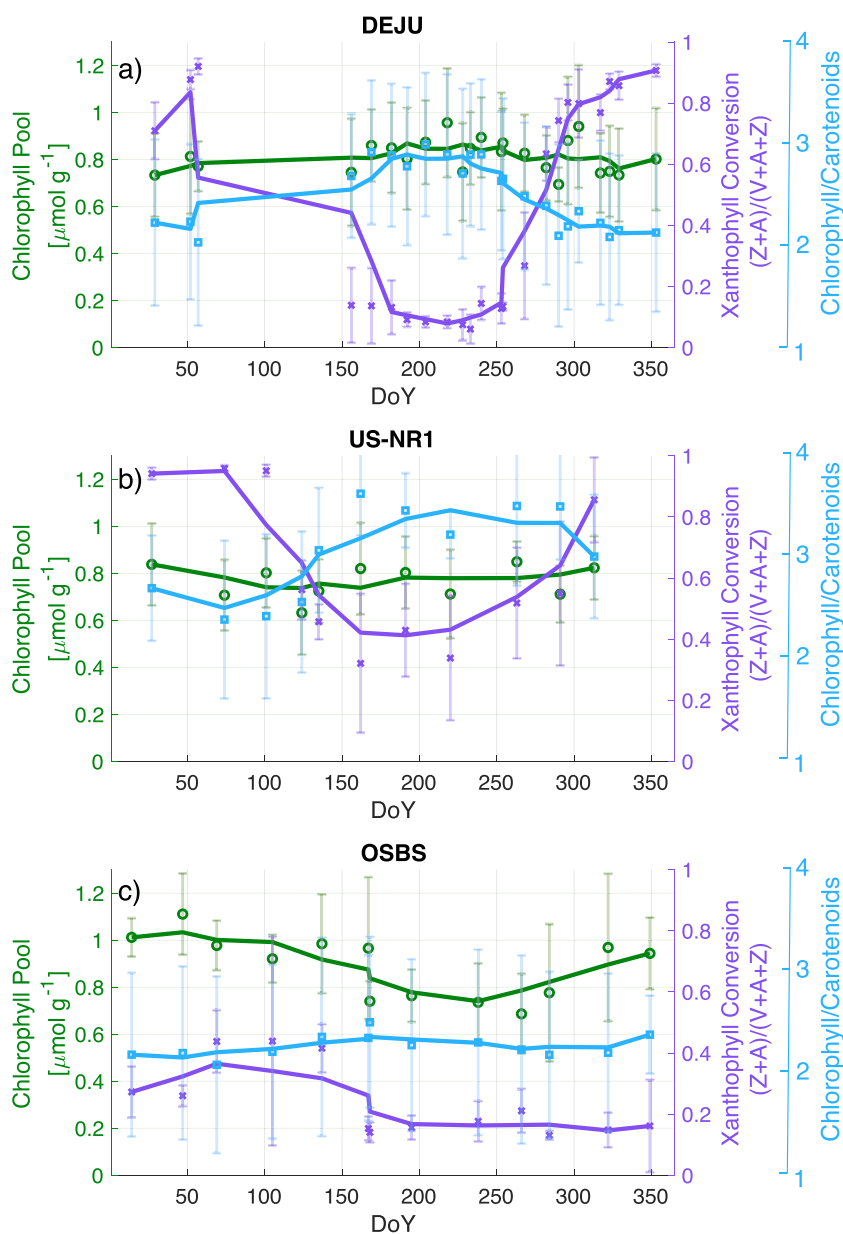 DEJU
a)
1.2
1
0.8
0.6
0.4
0.2
0
Chlorophyll Pool
[μmol g⁻¹]
50 100 150 200 250 300 350
DoY
1
0.8
0.6
0.4
0.2
0
Xanthophyll Conversion
(Z+A)/(V+A+Z)
4
3
2
1
Chlorophyll/Carotenoids
US-NR1
b)
1.2
1
0.8
0.6
0.4
0.2
0
Chlorophyll Pool
[μmol g⁻¹]
50 100 150 200 250 300 350
DoY
1
0.8
0.6
0.4
0.2
0
Xanthophyll Conversion
(Z+A)/(V+A+Z)
4
3
2
1
Chlorophyll/Carotenoids
OSBS
c)
1.2
1
0.8
0.6
0.4
0.2
0
Chlorophyll Pool
[μmol g⁻¹]
50 100 150 200 250 300 350
DoY
1
0.8
0.6
0.4
0.2
0
Xanthophyll Conversion
(Z+A)/(V+A+Z)
4
3
2
1
Chlorophyll/Carotenoids